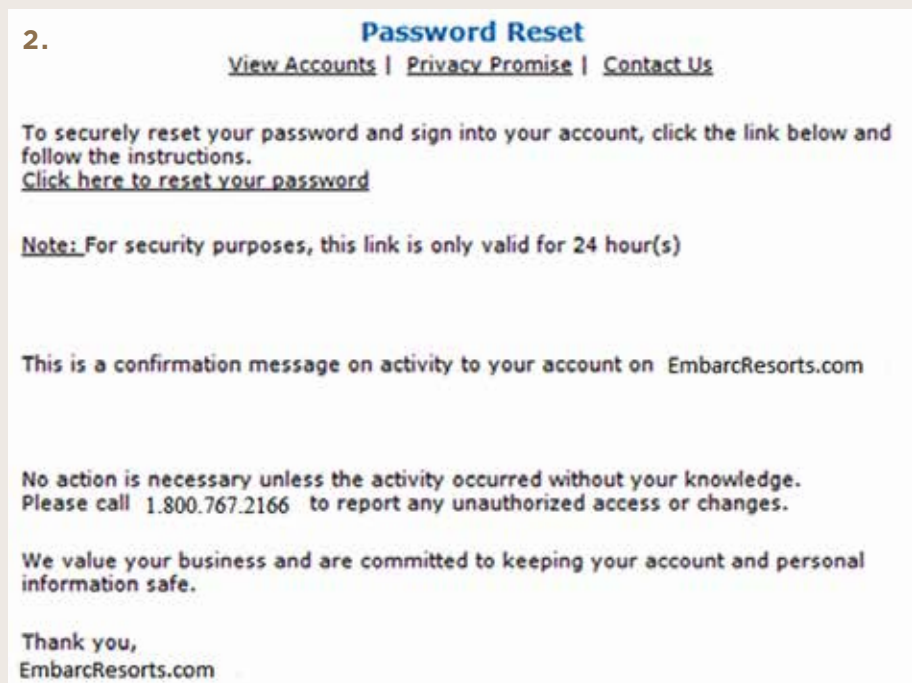 2.
Password Reset
View Accounts | Privacy Promise | Contact Us
To securely reset your password and sign into your account, click the link below and
follow the instructions.
Click here to reset your password
Note: For security purposes, this link is only valid for 24 hour(s)
This is a confirmation message on activity to your account on EmbarcResorts.com
No action is necessary unless the activity occurred without your knowledge.
Please call 1.800.767.2166 to report any unauthorized access or changes.
We value your business and are committed to keeping your account and personal
information safe.
Thank you,
EmbarcResorts.com